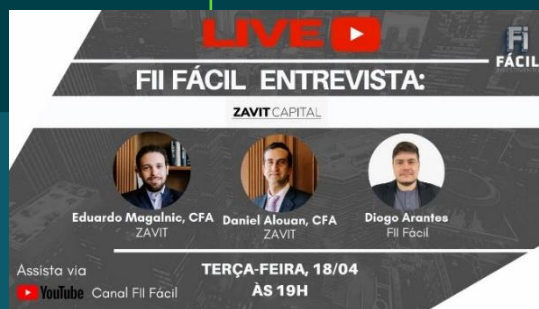 LIVE
Fi
FÁCIL
FII FÁCIL ENTREVISTA:
ZAVIT CAPITAL
Eduardo Magalnic, CFA
ZAVIT
Daniel Alouan, CFA
ZAVIT
Diogo Arantes
FII Fácil
Assista via
YouTube Canal FII Fácil
TERÇA-FEIRA, 18/04
ÀS 19H